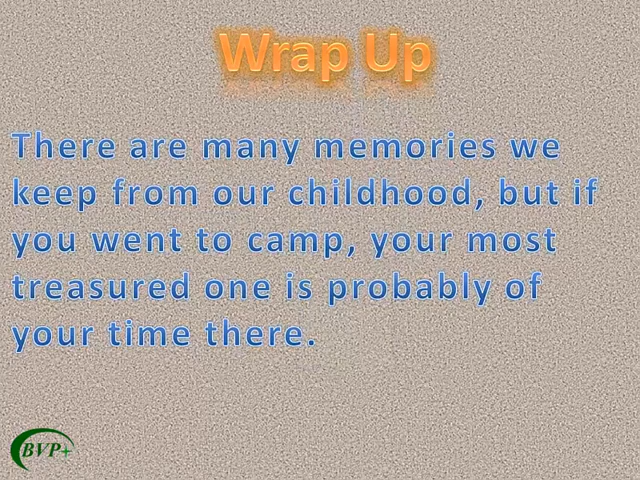 Wrap Up
There are many memories we
keep from our childhood, but if
you went to camp, your most
treasured one is probably of
your time there.
BVP+